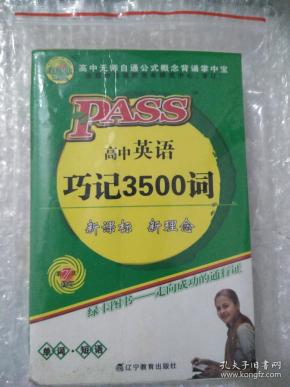 高中无师自通公式概念背诵掌中宝
PASS
高中英语
巧记3500词
新课标 新理念
绿卡图书——走向成功的通行证
单词 短语
辽宁教育出版社
孔夫子旧书网